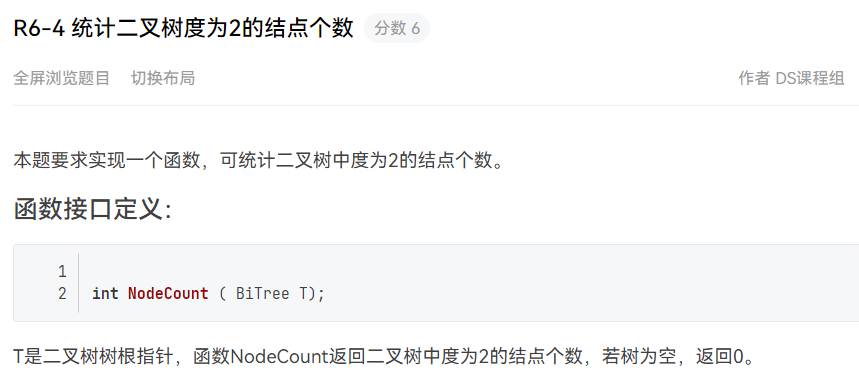 R6-4 统计二叉树度为2的结点个数 分数 6
全屏浏览题目 切换布局 作者 DS课程组
本题要求实现一个函数，可统计二叉树中度为2的结点个数。
函数接口定义：
1
2 int NodeCount ( BiTree T);
T是二叉树树根指针，函数NodeCount返回二叉树中度为2的结点个数，若树为空，返回0。